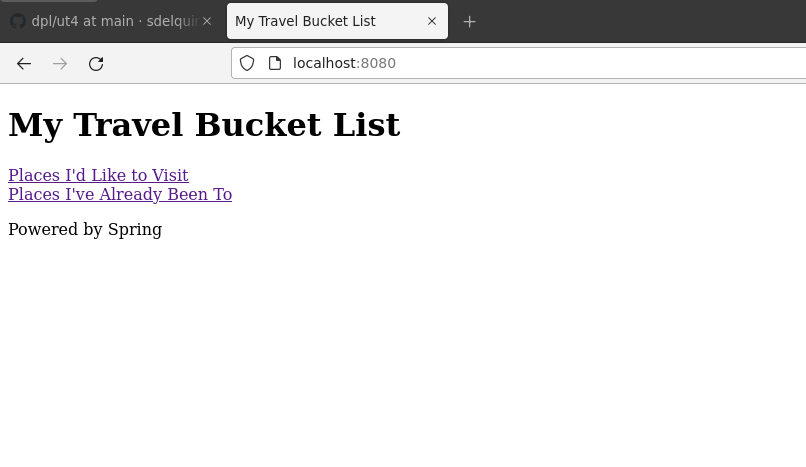 dpl/ut4 at main · sdelquin
My Travel Bucket List
localhost:8080
My Travel Bucket List
Places I'd Like to Visit
Places I've Already Been To
Powered by Spring